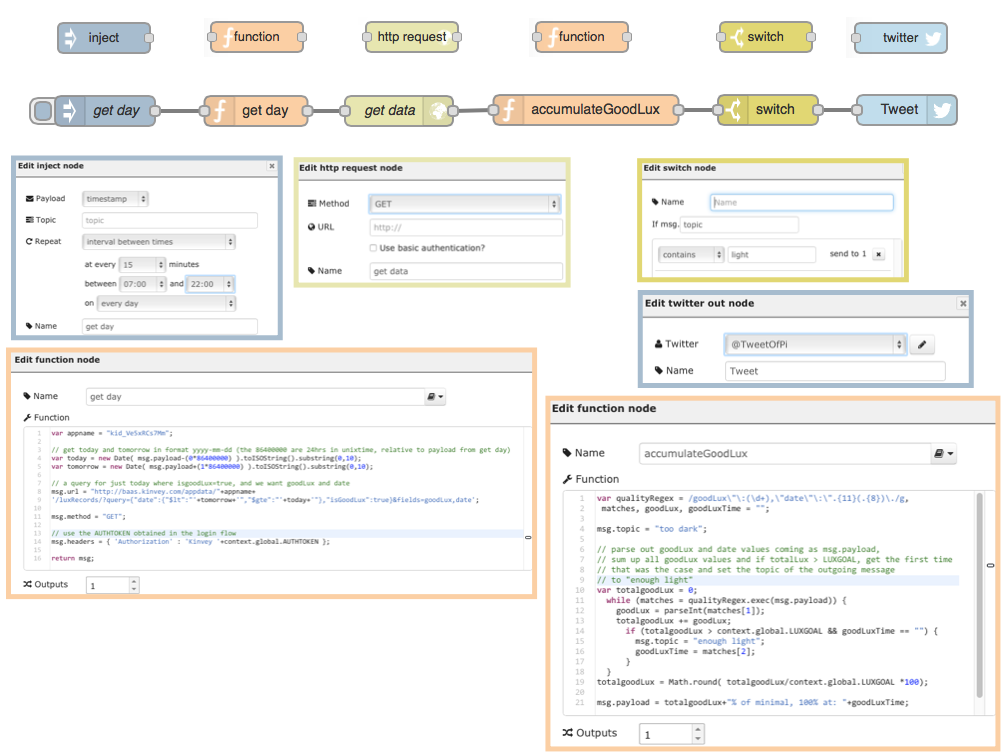 inject
function
http request
function
switch
twitter
get day
get day
get data
accumulateGoodLux
switch
Tweet
Edit inject node
×
Payload
timestamp
Topic
topic
Repeat
interval between times
at every
15
minutes
between
07:00
and
22:00
on
every day
Name
get day
Edit http request node
Method
GET
URL
http://
Use basic authentication?
Name
get data
Edit switch node
Name
Name
If msg.
topic
contains
light
send to 1
×
Edit twitter out node
×
Twitter
@TweetOfPi
Name
Tweet
Edit function node
Name
get day
Function
1 var appname = "kid_Ve5xRCs7Mm";
2
3 // get today and tomorrow in format yyyy-mm-dd (the 86400000 are 24hrs in unixtime, relative to payload from get day)
4 var today = new Date( msg.payload-(0*86400000) ).toISOString().substring(0,10);
5 var tomorrow = new Date( msg.payload+(1*86400000) ).toISOString().substring(0,10);
6
7 // a query for just today where isgoodLux=true, and we want goodLux and date
8 msg.url = "http://baas.kinvey.com/appdata/"+appname+
9 '/luxRecords/?query={"date":{"$lt":"'+tomorrow+'","$gte":"'+today+'"},"isGoodLux":true}&fields=goodLux,date';
10
11 msg.method = "GET";
12
13 // use the AUTHTOKEN obtained in the login flow
14 msg.headers = { 'Authorization' : 'Kinvey '+context.global.AUTHTOKEN };
15
16 return msg;
Outputs
1
Edit function node
Name
accumulateGoodLux
Function
1 var qualityRegex = /goodLux\"\:(\d+),\"date\"\:\".{11}(.{8})\./g,
2 matches, goodLux, goodLuxTime = "";
3
4 msg.topic = "too dark";
5
6 // parse out goodLux and date values coming as msg.payload,
7 // sum up all goodLux values and if totalLux > LUXGOAL, get the first time
8 // that was the case and set the topic of the outgoing message
9 // to "enough light"
10 var totalgoodLux = 0;
11 while (matches = qualityRegex.exec(msg.payload)) {
12 goodLux = parseInt(matches[1]);
13 totalgoodLux += goodLux;
14 if (totalgoodLux > context.global.LUXGOAL && goodLuxTime == "") {
15 msg.topic = "enough light";
16 goodLuxTime = matches[2];
17 }
18 }
19 totalgoodLux = Math.round( totalgoodLux/context.global.LUXGOAL *100);
20
21 msg.payload = totalgoodLux+"% of minimal, 100% at: "+goodLuxTime;
Outputs
1